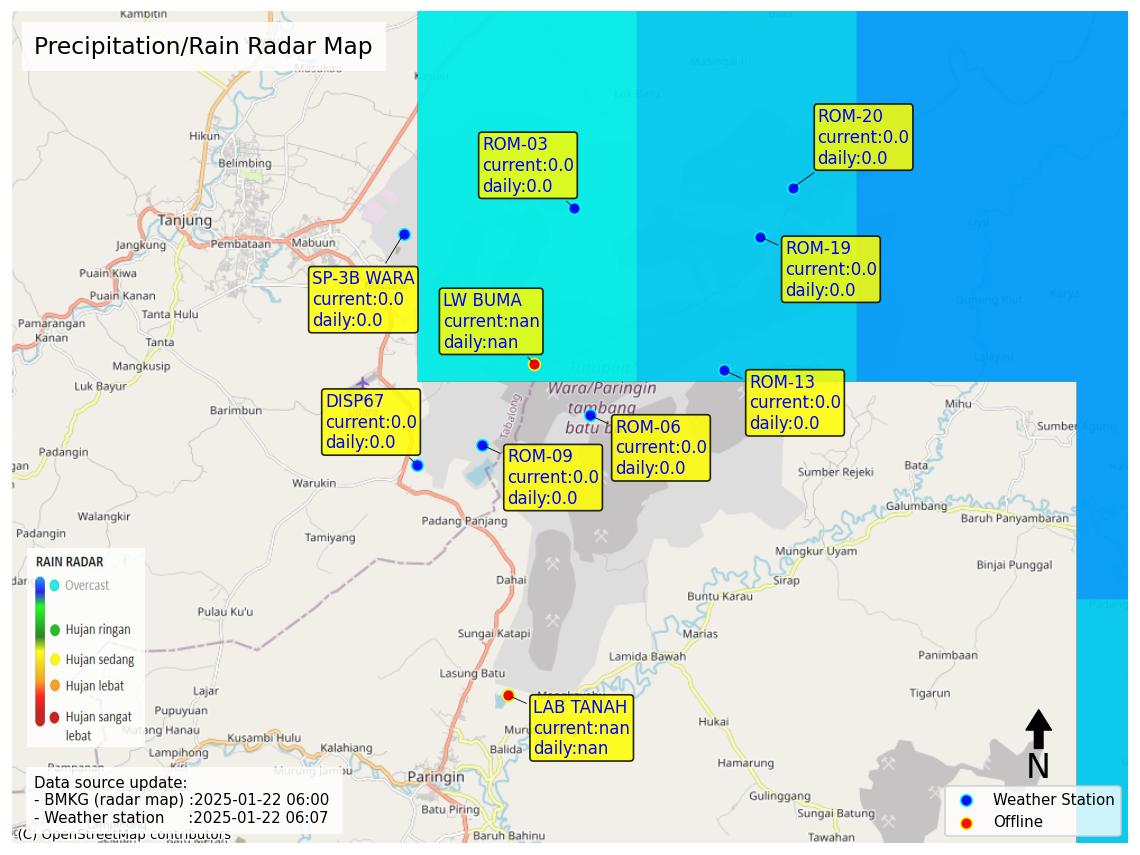 Kambitin
Precipitation/Rain Radar Map
Masukau
Kapuju
Masingai II
Luk Batu
ROM-20
current:0.0
daily:0.0
ROM-03
current:0.0
daily:0.0
Hikun
Belimbing
Tanjung
Jangkung
Pembataan
Mabuun
ROM-19
current:0.0
daily:0.0
SP-3B WARA
current:0.0
daily:0.0
LW BUMA
current:nan
daily:nan
Puain Kiwa
Puain Kanan
Tanta Hulu
Pamarangan
Kanan
Tanta
Mangkusip
Luk Bayur
Barimbun
Wara/Paringin
tambang
Tabalong
ROM-13
current:0.0
daily:0.0
DISP67
current:0.0
daily:0.0
ROM-06
current:0.0
daily:0.0
ROM-09
current:0.0
daily:0.0
Mihu
Sumber Agung
Bata
Sumber Rejeki
Galumbang
Baruh Panyambaran
Warukin
Walangkir
Padangin
Padang Panjang
Tamiyang
Mungkur Uyam
Binjai Punggal
Sirap
Dahai
Buntu Karau
Pulau Ku'u
Sungai Katapi
Marias
Lamida Bawah
Panimbaan
Lasung Batu
Tigarun
Lajar
Pupuyuan
RAIN RADAR
Overcast
Hujan ringan
Hujan sedang
Hujan lebat
Hujan sangat
lebat
LAB TANAH
current:nan
daily:nan
Matang Hanau
Kusambi Hulu
Lampihong
Kalahiang
Murung Jambu
Balida
Hukai
Hamarung
Paringin
Batu Piring
Baruh Bahinu
Gulinggang
Sungai Batung
Tawahan
N
Data source update:
- BMKG (radar map) :2025-01-22 06:00
- Weather station :2025-01-22 06:07
(C) OpenStreetMap contributors
Weather Station
Offline